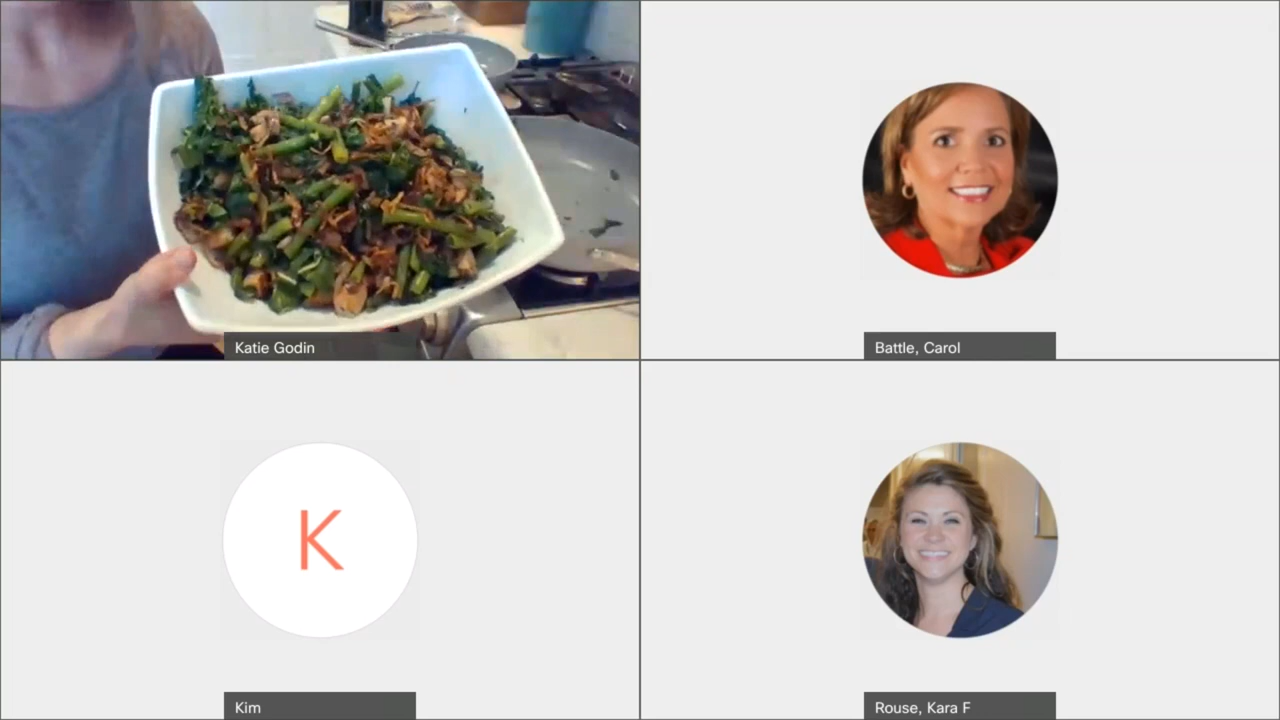 Katie Godin
Battle, Carol
K
Kim
Rouse, Kara F